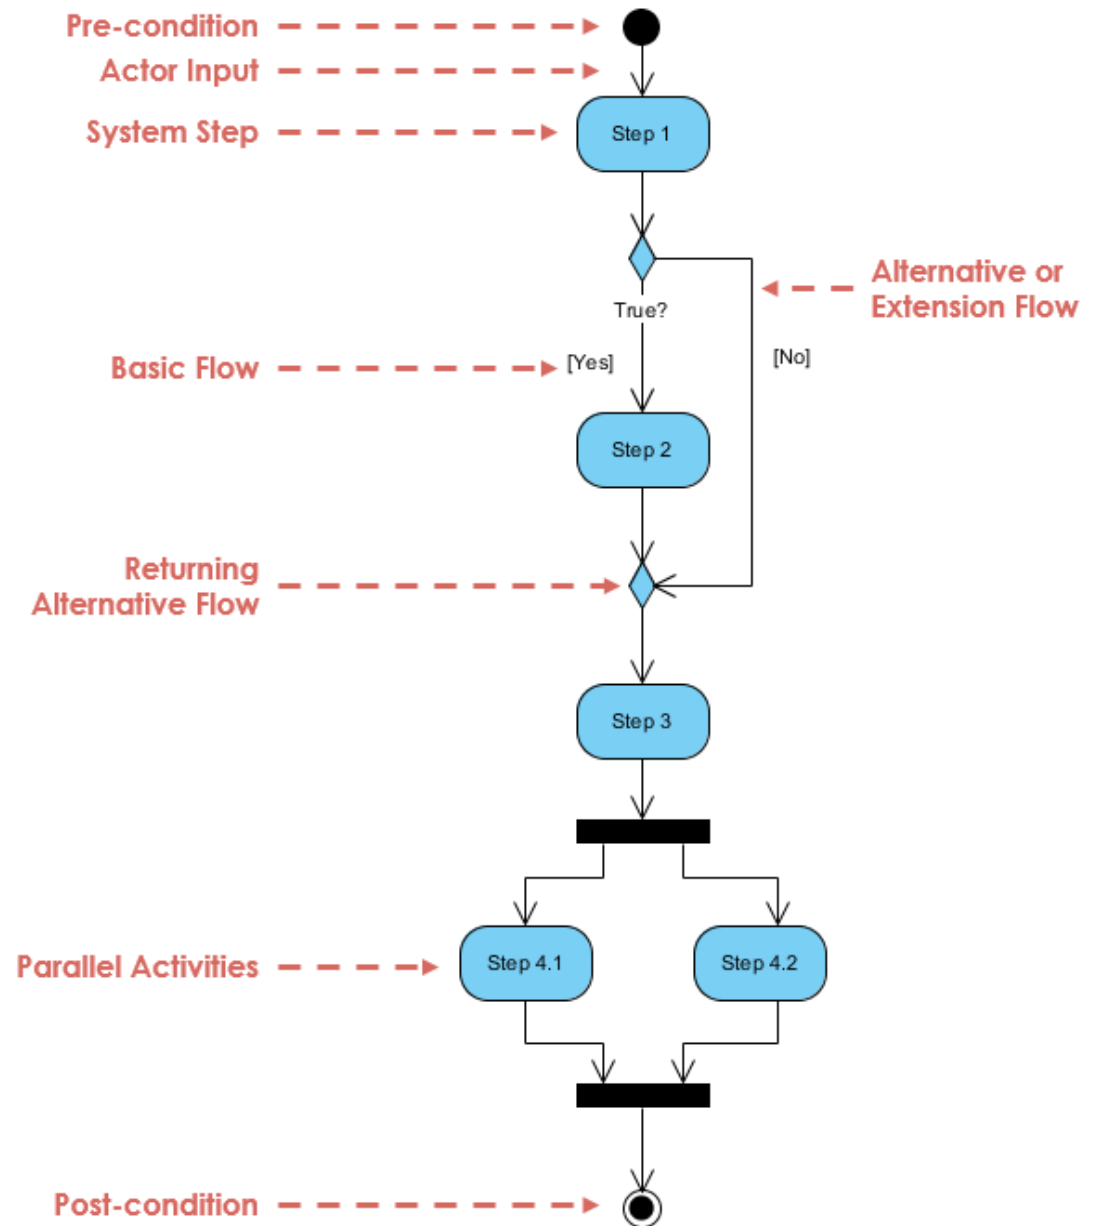 Pre-condition
Actor Input
System Step
Step 1
Alternative or
Extension Flow
True?
Basic Flow
[Yes]
[No]
Step 2
Returning
Alternative Flow
Step 3
Parallel Activities
Step 4.1
Step 4.2
Post-condition